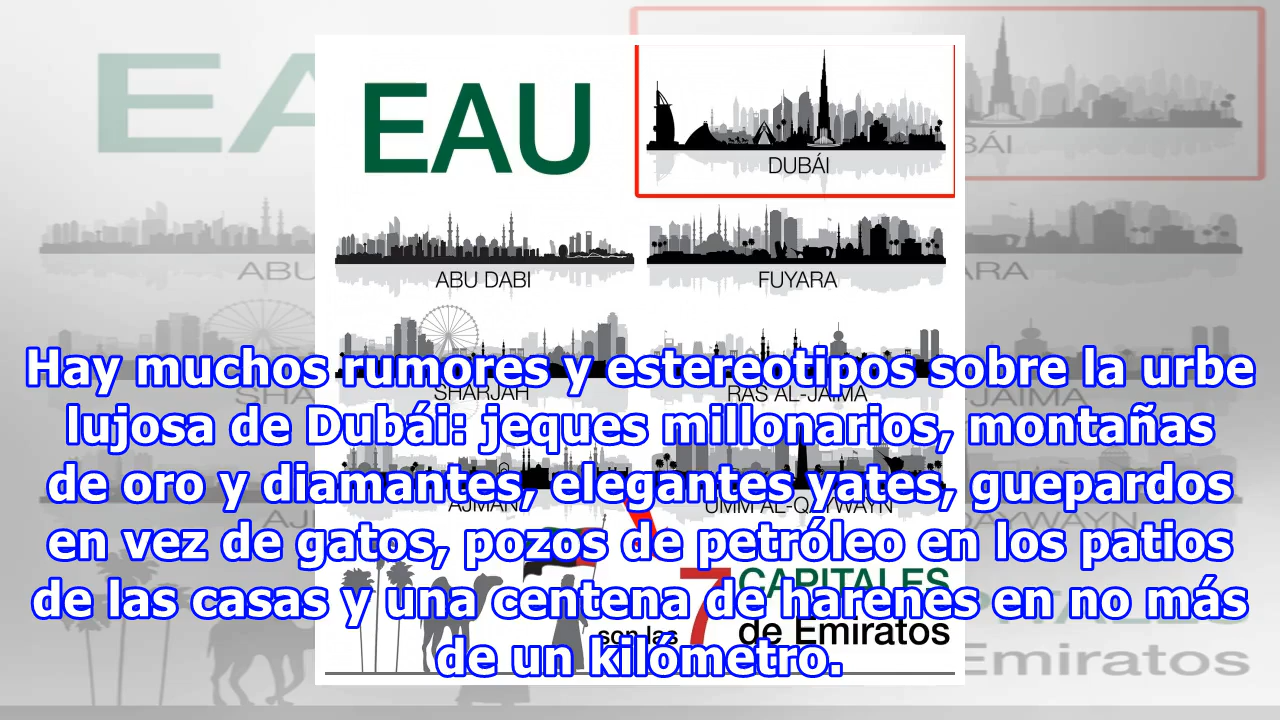 EAU
DUBÁI
ABU DABI
FUYARA
SHARJAH
RAS AL-JAIMA
AJMAN
UMM AL-QAYWAYN
son las 7 CAPITALES
de Emiratos
Hay muchos rumores y estereotipos sobre la urbe
lujosa de Dubái: jeques millonarios, montañas
de oro y diamantes, elegantes yates, guepardos
en vez de gatos, pozos de petróleo en los patios
de las casas y una centena de harenes en no más
de un kilómetro.